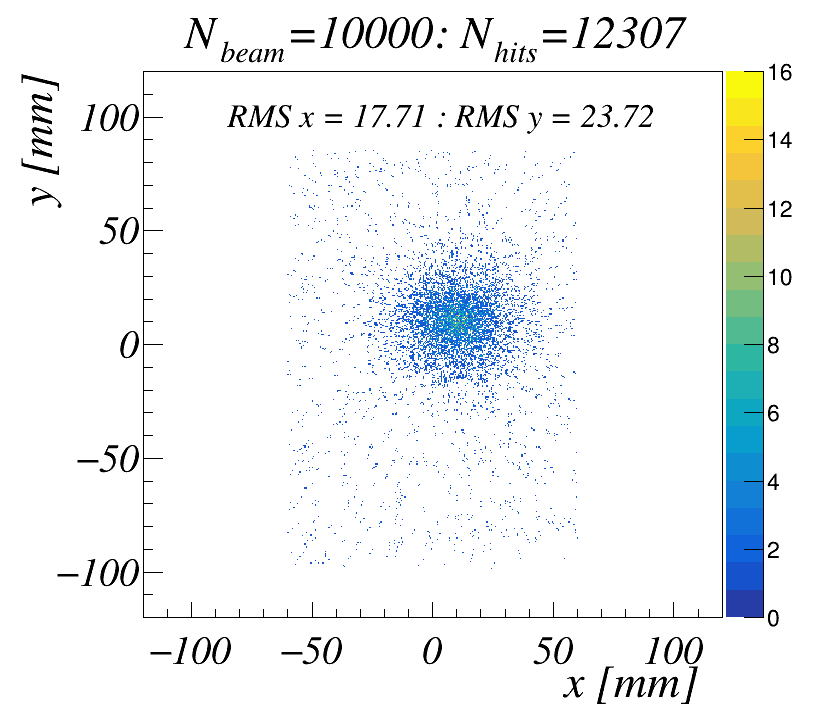 N_beam=10000: N_hits=12307
RMS x = 17.71 : RMS y = 23.72
y [mm]
100
50
0
−50
−100
−100 −50 0 50 100
x [mm]
16
14
12
10
8
6
4
2
0